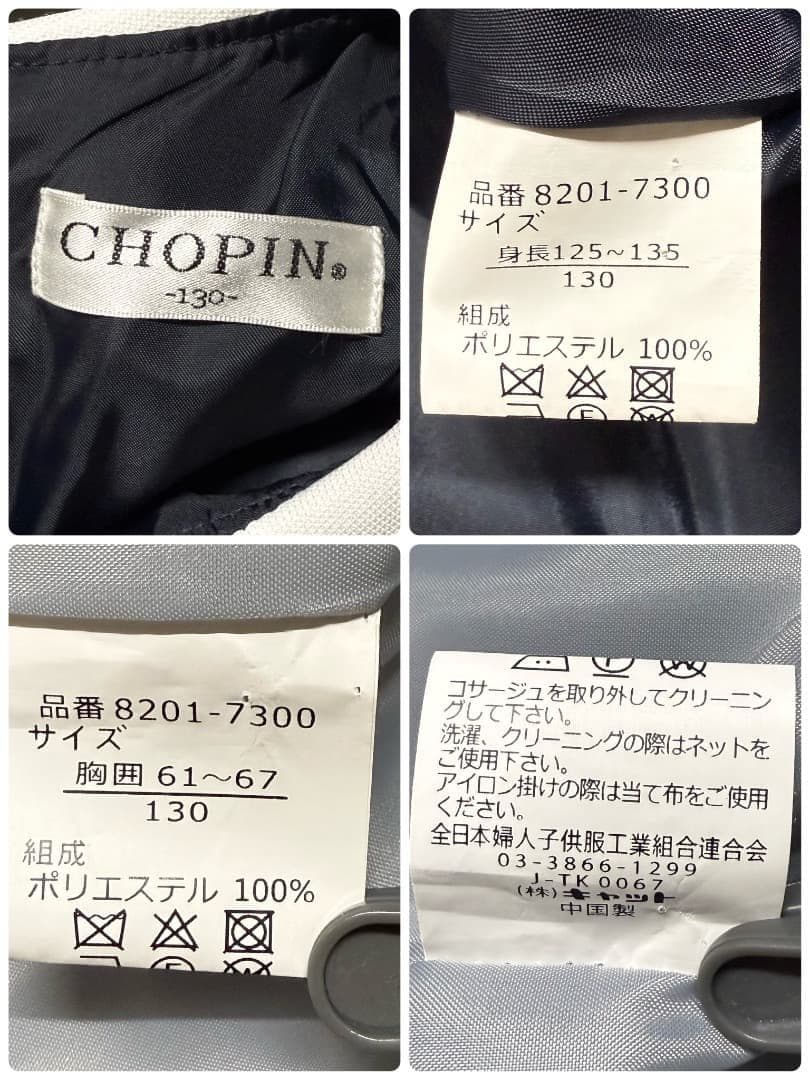 CHOPIN®
-130-
品番 8201-7300
サイズ
身長125～135
130
組成
ポリエステル 100%
品番 8201-7300
サイズ
胸囲 61～67
130
組成
ポリエステル 100%
コサージュを取り外してクリーニン
グして下さい。
洗濯、クリーニングの際はネットを
ご使用下さい。
アイロン掛けの際は当て布をご使用
ください。
全日本婦人子供服工業組合連合会
03-3866-1299
J-TK0067
(株)キャット
中国製